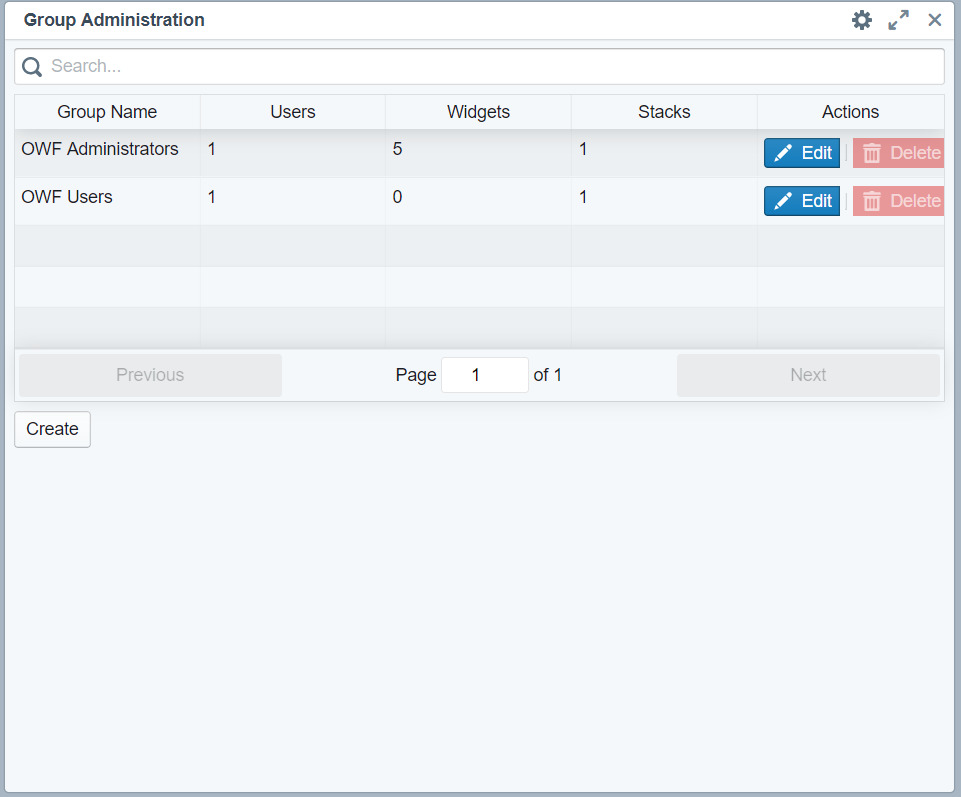 Group Administration
Search...
Group Name Users Widgets Stacks Actions
OWF Administrators 1 5 1 Edit Delete
OWF Users 1 0 1 Edit Delete
Previous Page 1 of 1 Next
Create